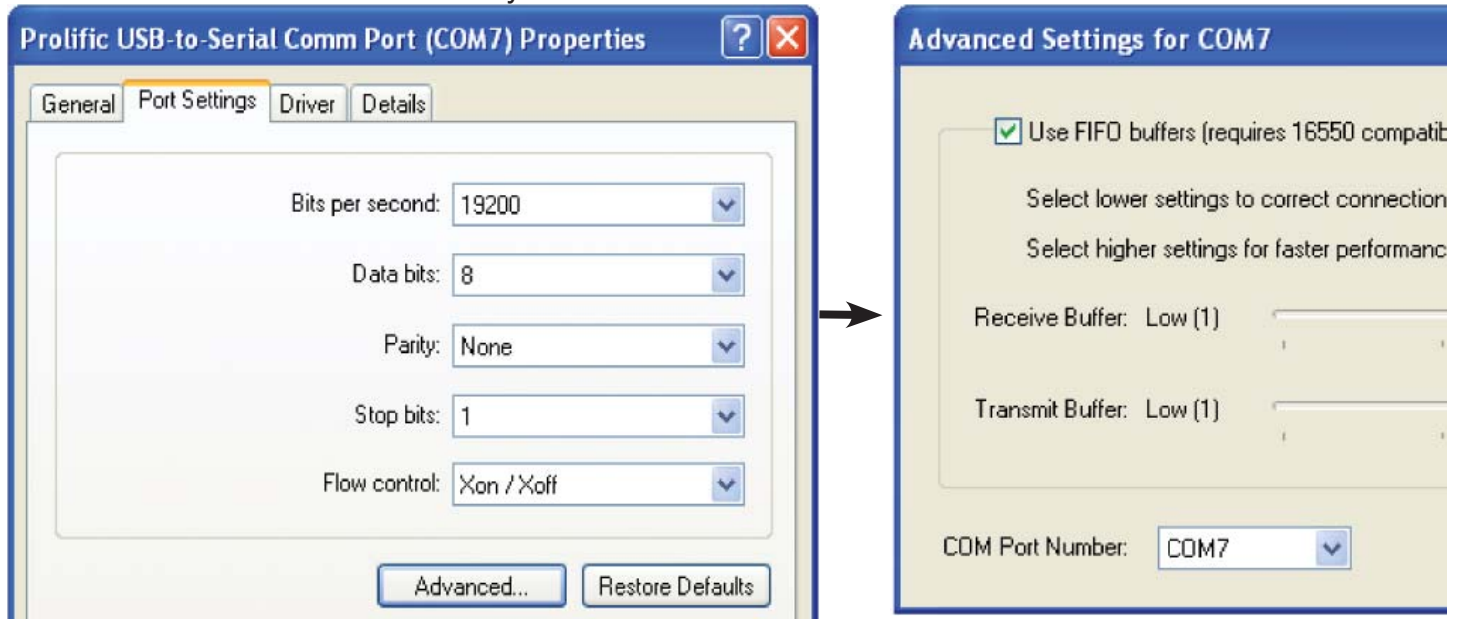 Prolific USB-to-Serial Comm Port (COM7) Properties
General Port Settings Driver Details
Bits per second: 19200
Data bits: 8
Parity: None
Stop bits: 1
Flow control: Xon / Xoff
Advanced... Restore Defaults
Advanced Settings for COM7
Use FIFO buffers (requires 16550 compatib
Select lower settings to correct connection
Select higher settings for faster performanc
Receive Buffer: Low (1)
Transmit Buffer: Low (1)
COM Port Number: COM7